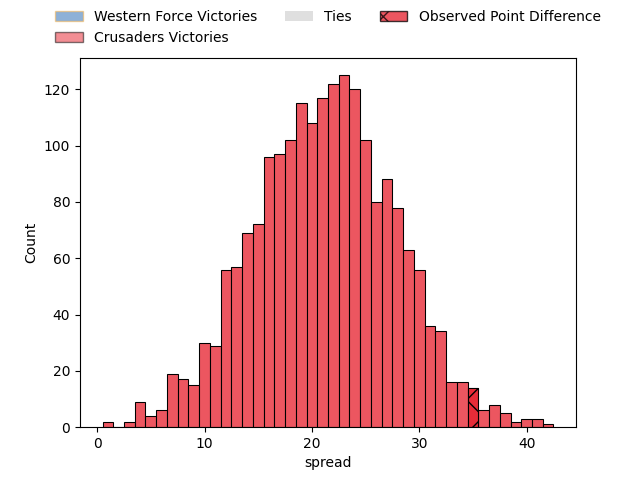 Western Force Victories
Ties
Observed Point Difference
Crusaders Victories
120
100
80
60
40
20
0
Count
0 10 20 30 40
spread